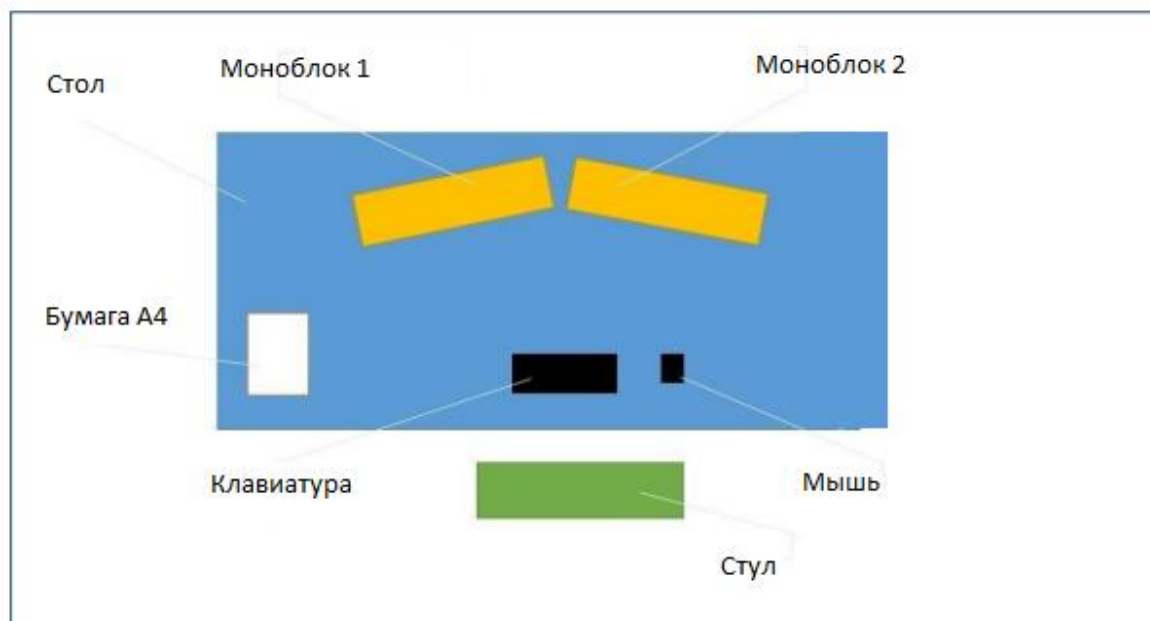 Моноблок 1
Моноблок 2
Стол
Бумага А4
Клавиатура
Мышь
Стул